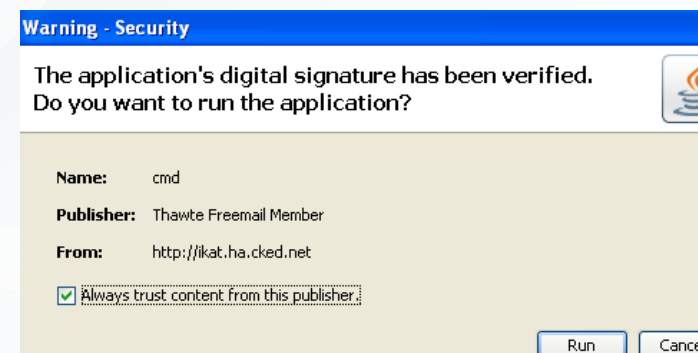 Warning - Security
The application's digital signature has been verified.
Do you want to run the application?
Name: cmd
Publisher: Thawte Freemail Member
From: http://ikat.ha.cked.net
Always trust content from this publisher.
Run Cance